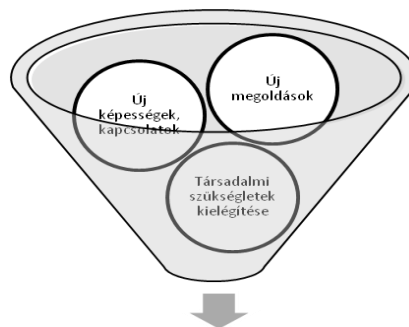 Új
képességek,
kapcsolatok
Új
megoldások
Társadalmi
szükségletek
kielégítése